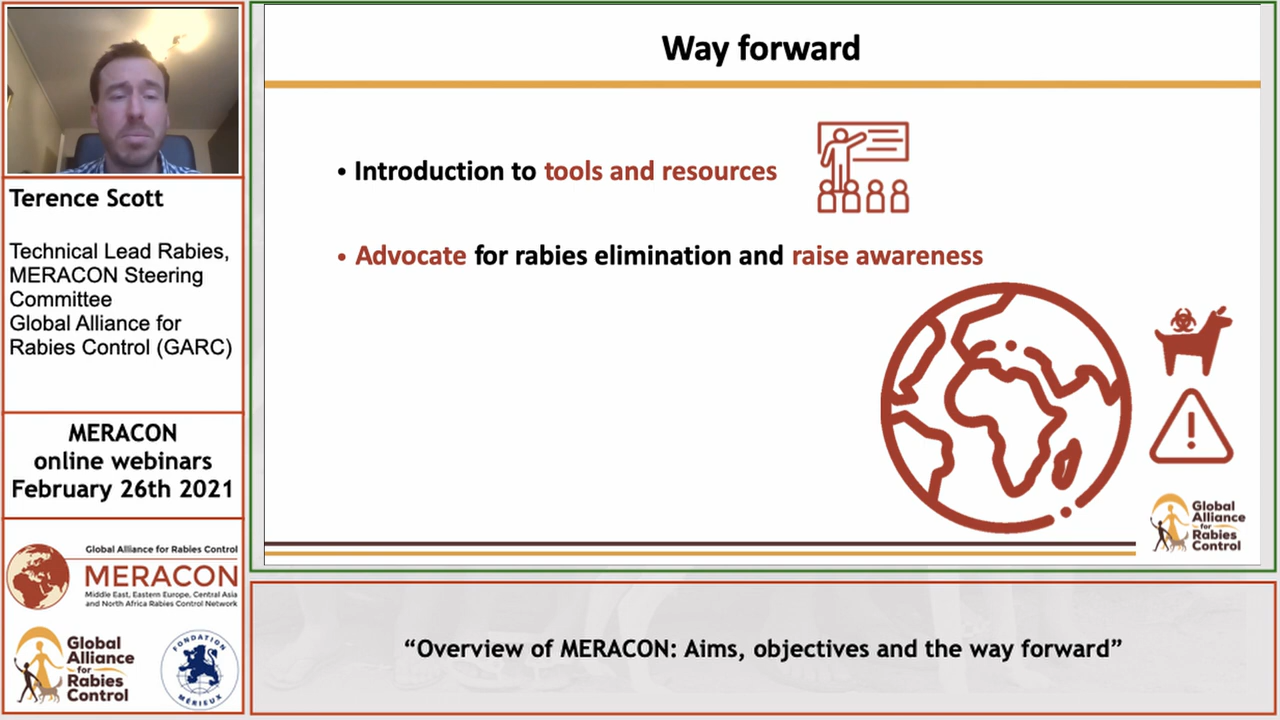 Terence Scott
Technical Lead Rabies,
MERACON Steering
Committee
Global Alliance for
Rabies Control (GARC)
MERACON
online webinars
February 26th 2021
Global Alliance for Rabies Control
MERACON
Middle East, Eastern Europe, Central Asia
and North Africa Rabies Control Network
Global
Alliance
for
Rabies
Control
FONDATION
MÉRIEUX
Way forward
• Introduction to tools and resources
• Advocate for rabies elimination and raise awareness
!
Global
Alliance
for
Rabies
Control
“Overview of MERACON: Aims, objectives and the way forward”